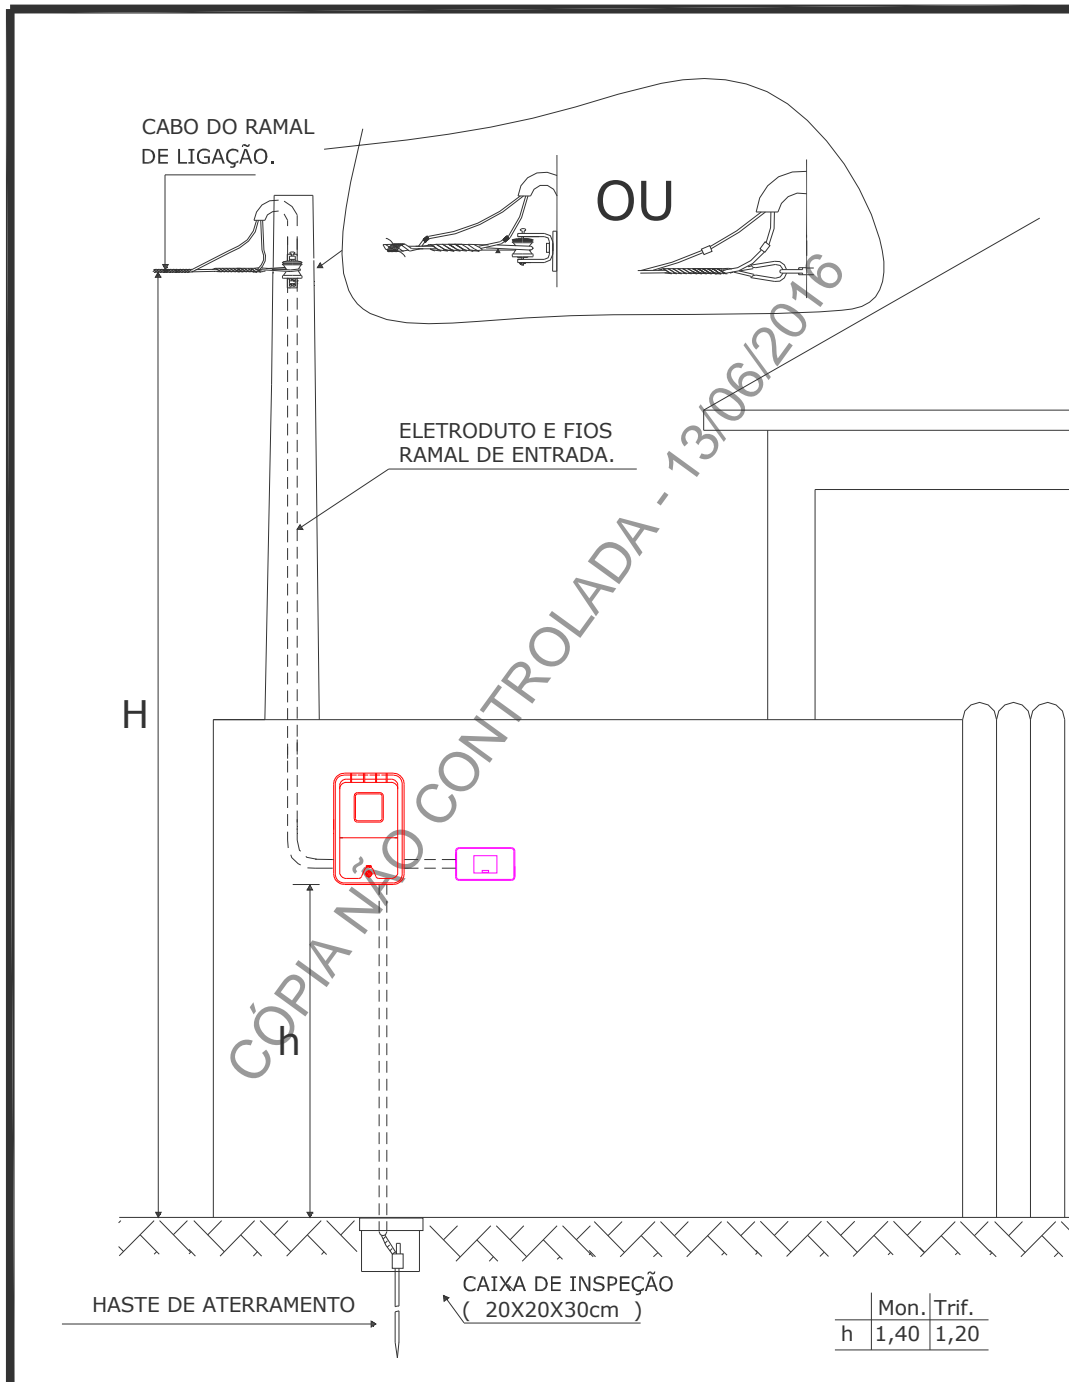 CABO DO RAMAL
DE LIGAÇÃO.
OU
ELETRODUTO E FIOS
RAMAL DE ENTRADA.
CÓPIA NÃO CONTROLADA - 13/06/2016
H
h
CAIXA DE INSPEÇÃO
( 20X20X30cm )
HASTE DE ATERRAMENTO
Mon. Trif.
h 1,40 1,20